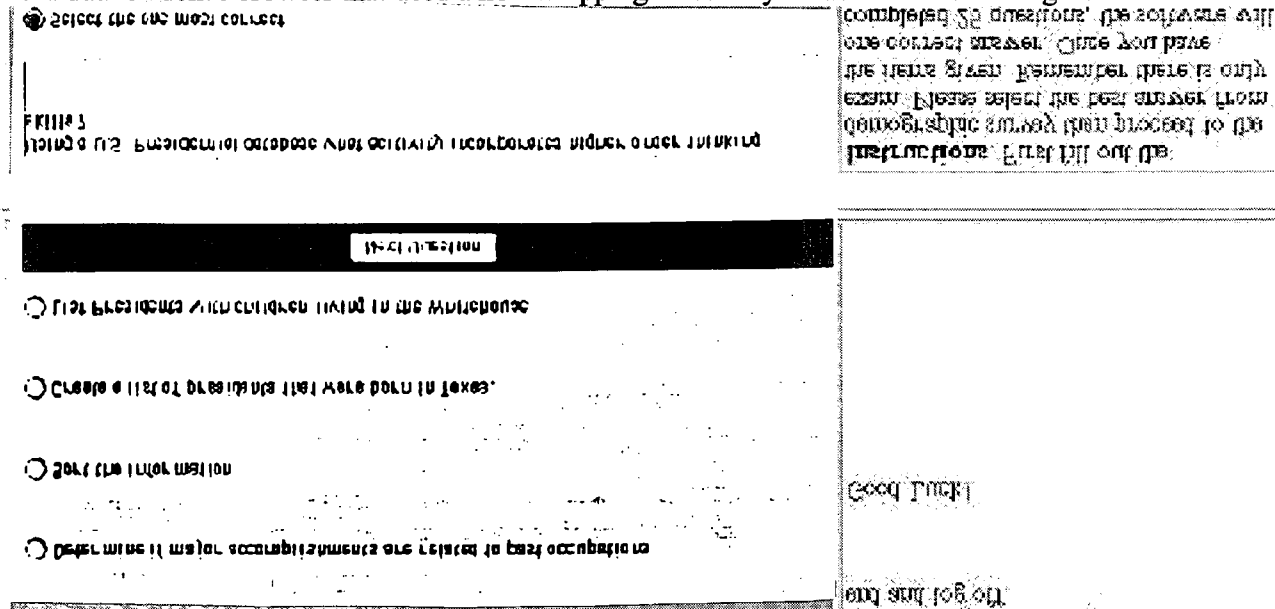 Using a U.S. Presidential database what activity incorporates higher order thinking
skills?
Select the one most correct
Determine if major accomplishments are related to past occupations
Sort the information
Create a list of presidents that were born in Texas.
List Presidents with children living in the Whitehouse
Next Question
Instructions. First fill out the
demographic survey then proceed to the
exam. Please select the best answer from
the items given. Remember there is only
one correct answer. Once you have
completed 25 questions, the software will
end and log off.
Good Luck!